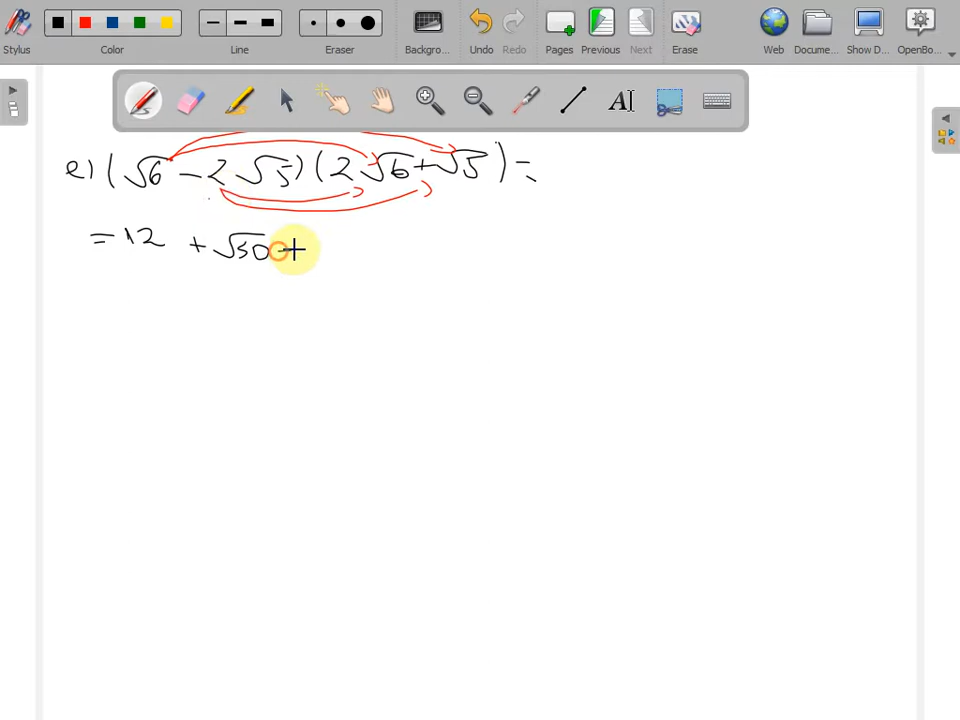 Stylus
Color
Line
Eraser
Backgro...
Undo
Redo
Pages
Previous
Next
Erase
Web
Docume...
Show D...
OpenBo...
e) (√6 - 2√5)(2√6+√5) =
= 12 + √30